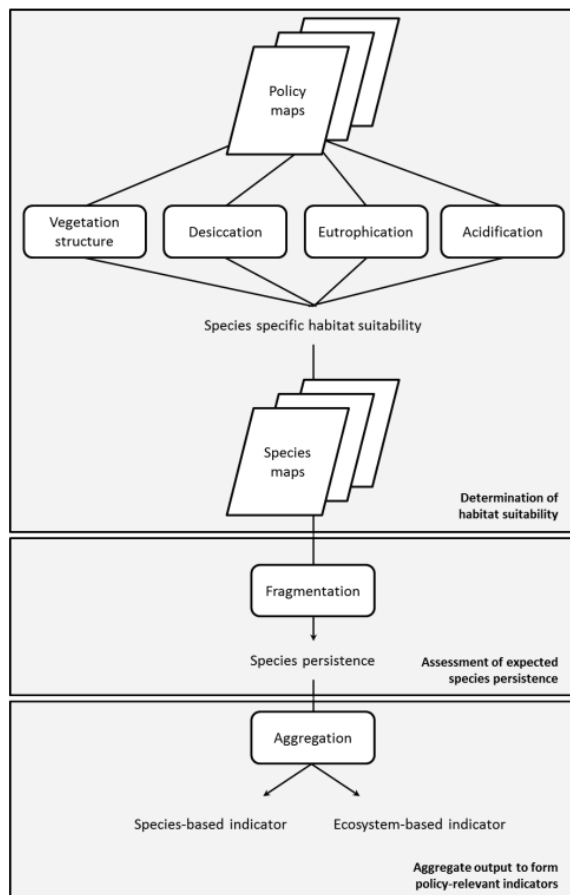 Policy
maps
Vegetation
structure
Desiccation
Eutrophication
Acidification
Species specific habitat suitability
Species
maps
Determination of
habitat suitability
Fragmentation
Species persistence
Assessment of expected
species persistence
Aggregation
Species-based indicator
Ecosystem-based indicator
Aggregate output to form
policy-relevant indicators